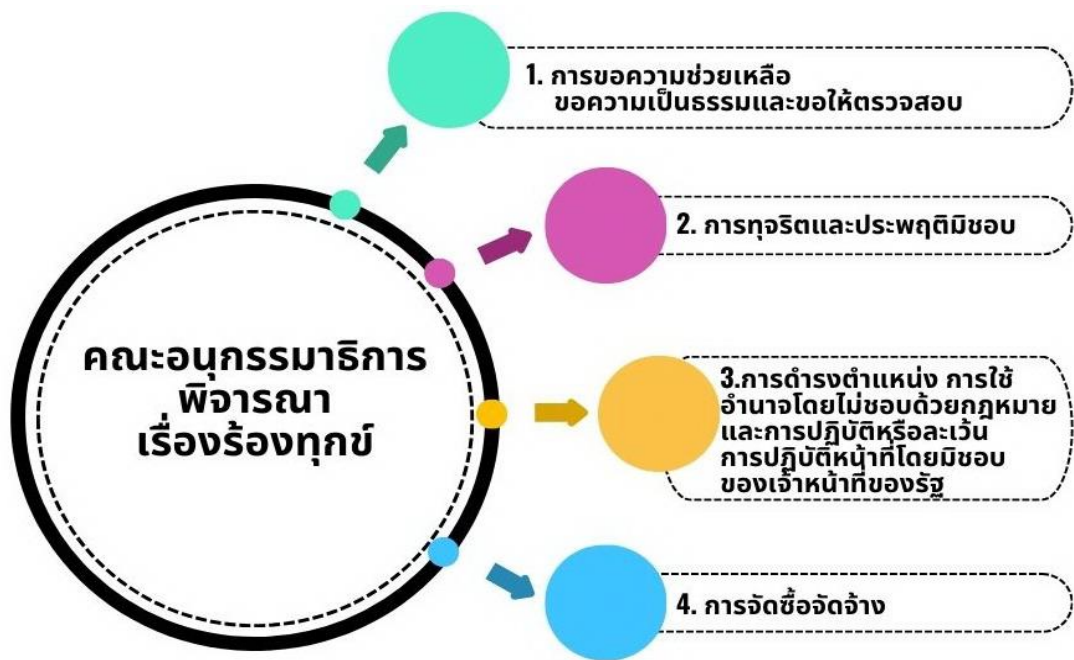 คณะอนุกรรมาธิการ
พิจารณา
เรื่องร้องทุกข์
1. การขอความช่วยเหลือ
ขอความเป็นธรรมและขอให้ตรวจสอบ
2. การทุจริตและประพฤติมิชอบ
3.การดำรงตำแหน่ง การใช้
อำนาจโดยไม่ชอบด้วยกฎหมาย
และการปฏิบัติหรือละเว้น
การปฏิบัติหน้าที่โดยมิชอบ
ของเจ้าหน้าที่ของรัฐ
4. การจัดซื้อจัดจ้าง